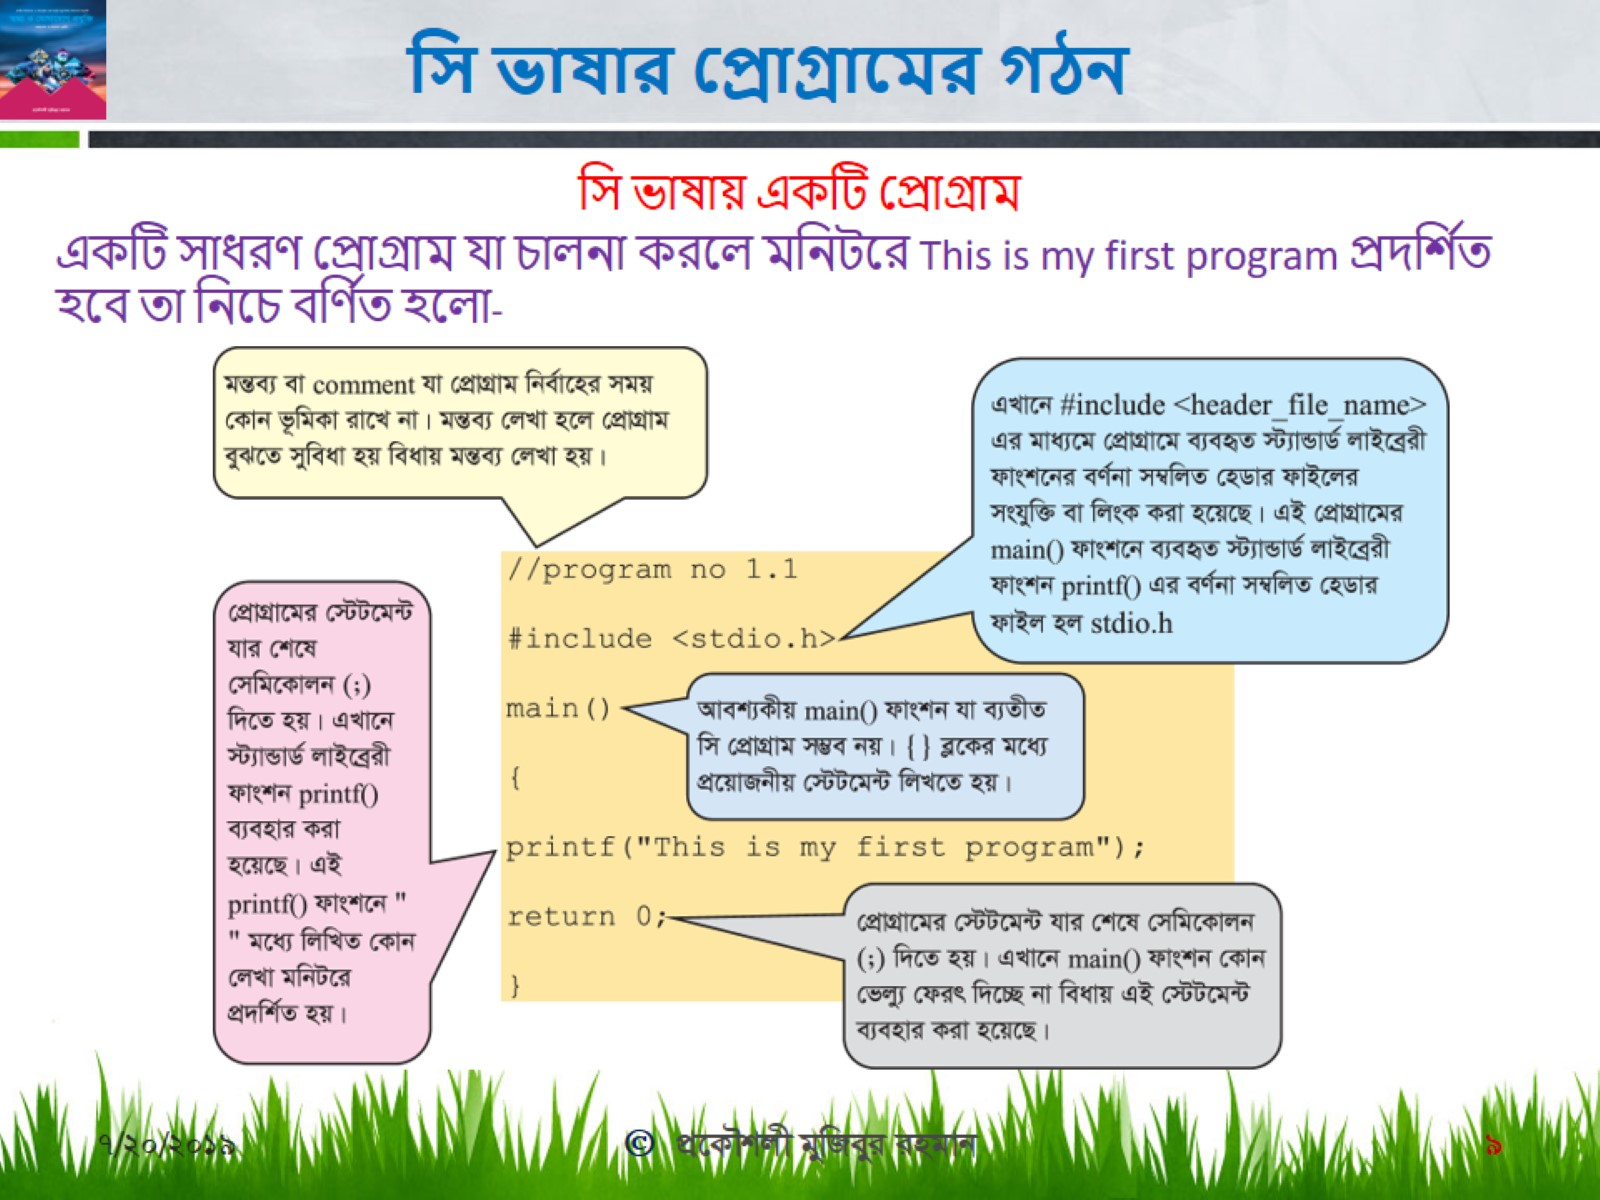 সি ভাষার প্রোগ্রামের গঠন
সি ভাষায় একটি প্রোগ্রাম
একটি সাধরণ প্রোগ্রাম যা চালনা করলে মনিটরে This is my first program প্রদর্শিত
হবে তা নিচে বর্ণিত হলো-
মন্তব্য বা comment যা প্রোগ্রাম নির্বাহের সময়
কোন ভূমিকা রাখে না। মন্তব্য লেখা হলে প্রোগ্রাম
বুঝতে সুবিধা হয় বিধায় মন্তব্য লেখা হয়।
এখানে #include <header_file_name>
এর মাধ্যমে প্রোগ্রামে ব্যবহৃত স্ট্যান্ডার্ড লাইব্রেরী
ফাংশনের বর্ণনা সম্বলিত হেডার ফাইলের
সংযুক্তি বা লিংক করা হয়েছে। এই প্রোগ্রামের
main() ফাংশনে ব্যবহৃত স্ট্যান্ডার্ড লাইব্রেরী
ফাংশন printf() এর বর্ণনা সম্বলিত হেডার
ফাইল হল stdio.h
//program no 1.1
#include <stdio.h>
main()
{
printf("This is my first program");
return 0;
}
আবশ্যকীয় main() ফাংশন যা ব্যতীত
সি প্রোগ্রাম সম্ভব নয়। { } ব্লকের মধ্যে
প্রয়োজনীয় স্টেটমেন্ট লিখতে হয়।
প্রোগ্রামের স্টেটমেন্ট
যার শেষে
সেমিকোলন (;)
দিতে হয়। এখানে
স্ট্যান্ডার্ড লাইব্রেরী
ফাংশন printf()
ব্যবহার করা
হয়েছে। এই
printf() ফাংশনে "
" মধ্যে লিখিত কোন
লেখা মনিটরে
প্রদর্শিত হয়।
প্রোগ্রামের স্টেটমেন্ট যার শেষে সেমিকোলন
(;) দিতে হয়। এখানে main() ফাংশন কোন
ভেল্যু ফেরৎ দিচ্ছে না বিধায় এই স্টেটমেন্ট
ব্যবহার করা হয়েছে।
৭/২০/২০১৯
© প্রকৌশলী মুজিবুর রহমান
৯